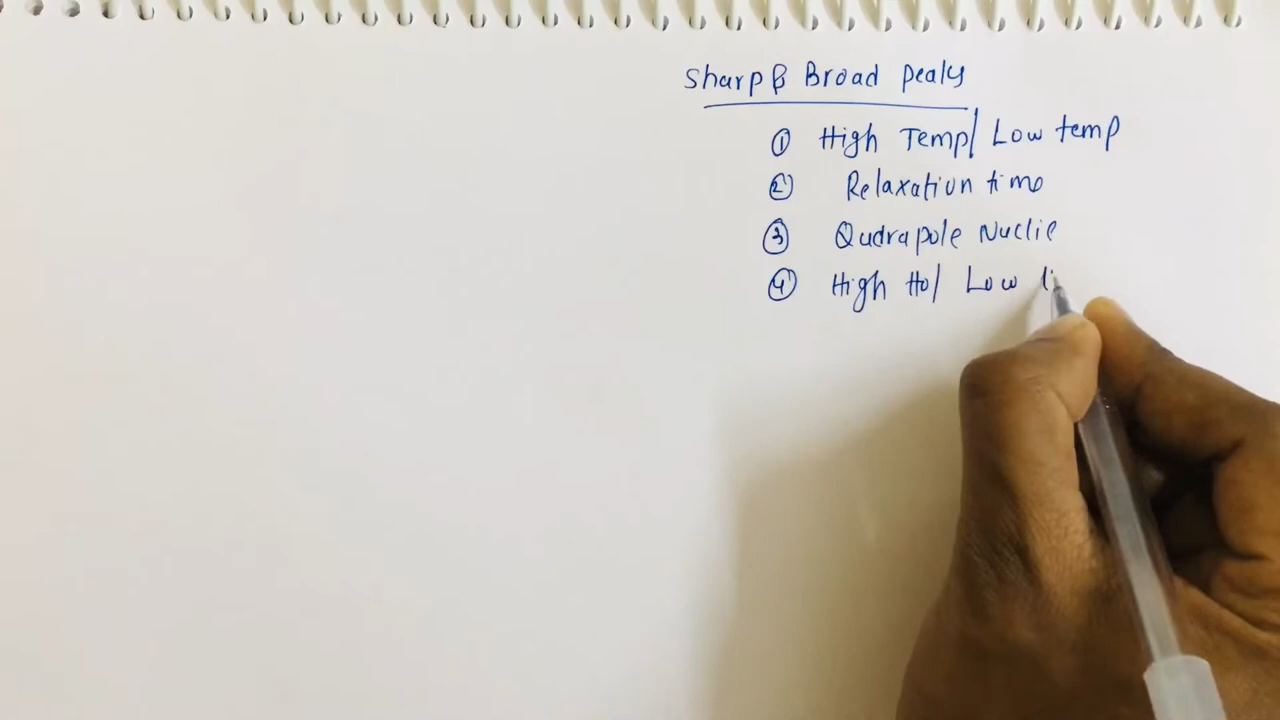 Sharp & Broad Peaks
① High Temp/ Low temp
② Relaxation time
③ Qudrapole Nuclie
④ High Ho/ Low